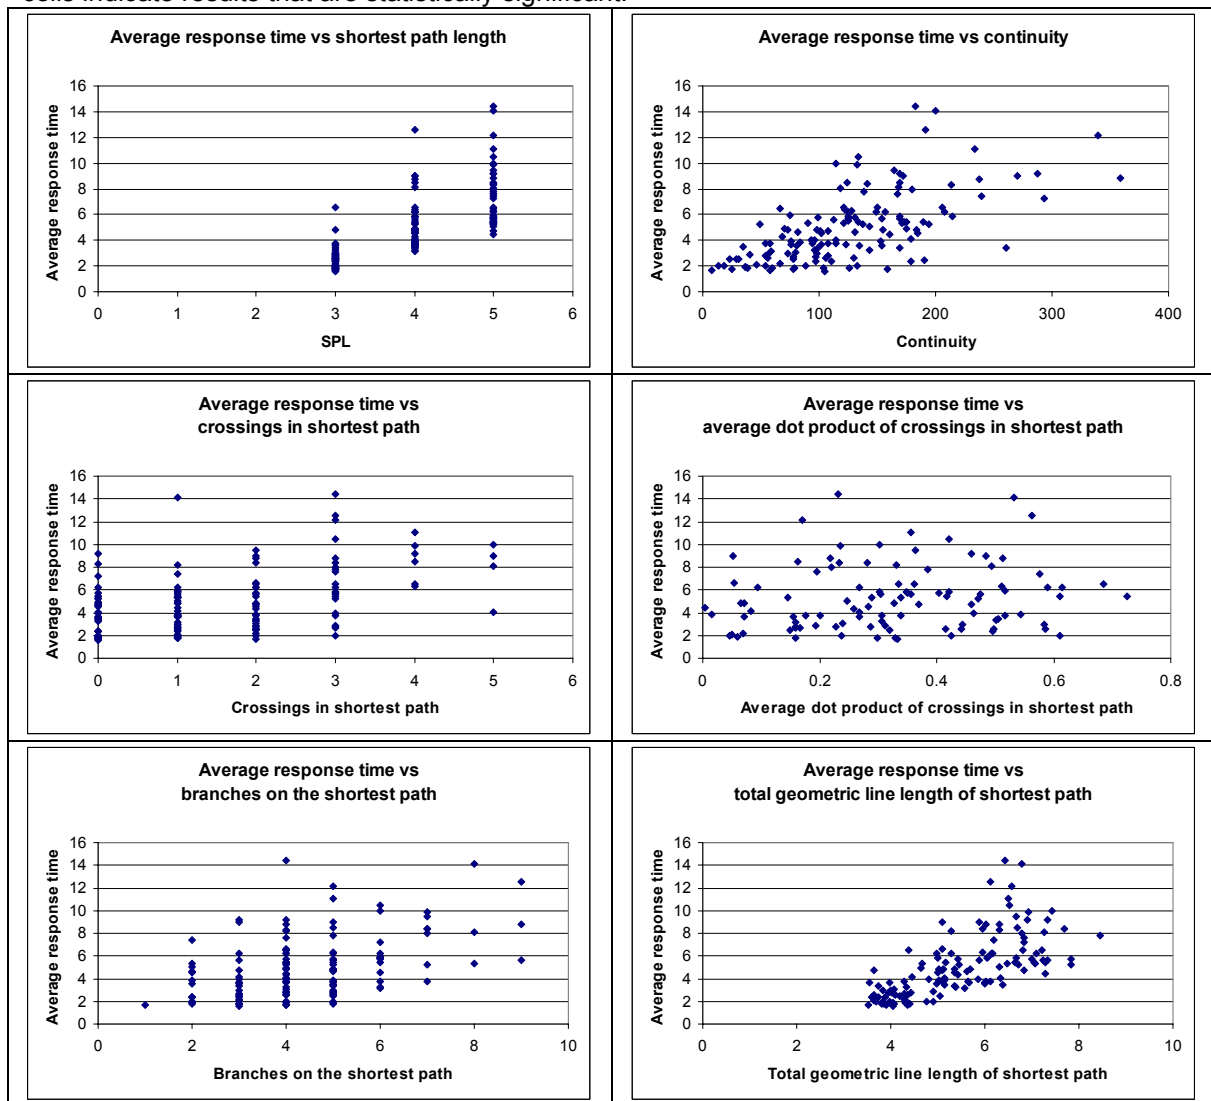 cells indicate results that are statistically significant.
Average response time vs shortest path length
Average response time
16
14
12
10
8
6
4
2
0
0 1 2 3 4 5 6
SPL
Average response time vs continuity
Average response time
16
14
12
10
8
6
4
2
0
0 100 200 300 400
Continuity
Average response time vs
crossings in shortest path
Average response time
16
14
12
10
8
6
4
2
0
0 1 2 3 4 5 6
Crossings in shortest path
Average response time vs
average dot product of crossings in shortest path
Average response time
16
14
12
10
8
6
4
2
0
0 0.2 0.4 0.6 0.8
Average dot product of crossings in shortest path
Average response time vs
branches on the shortest path
Average response time
16
14
12
10
8
6
4
2
0
0 2 4 6 8 10
Branches on the shortest path
Average response time vs
total geometric line length of shortest path
Average response time
16
14
12
10
8
6
4
2
0
0 2 4 6 8 10
Total geometric line length of shortest path